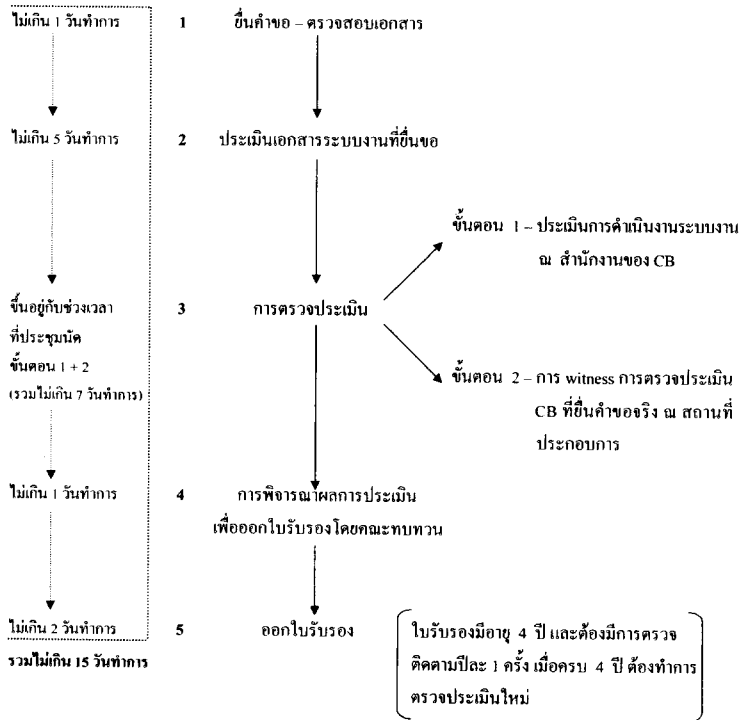 ไม่เกิน 1 วันทำการ 1 ยื่นคำขอ – ตรวจสอบเอกสาร
ไม่เกิน 5 วันทำการ 2 ประเมินเอกสารระบบงานที่ยื่นขอ
ขั้นตอน 1 – ประเมินการดำเนินงานระบบงาน
ณ สำนักงานของ CB
ขึ้นอยู่กับช่วงเวลา 3 การตรวจประเมิน
ที่ประชุมนัด
ขั้นตอน 1 + 2
(รวมไม่เกิน 7 วันทำการ)
ขั้นตอน 2 – การ witness การตรวจประเมิน
CB ที่ยื่นคำขอจริง ณ สถานที่
ประกอบการ
ไม่เกิน 1 วันทำการ 4 การพิจารณาผลการประเมิน
เพื่อออกใบรับรองโดยคณะทบทวน
ไม่เกิน 2 วันทำการ 5 ออกใบรับรอง
รวมไม่เกิน 15 วันทำการ
ใบรับรองมีอายุ 4 ปี และต้องมีการตรวจ
ติดตามปีละ 1 ครั้ง เมื่อครบ 4 ปี ต้องทำการ
ตรวจประเมินใหม่